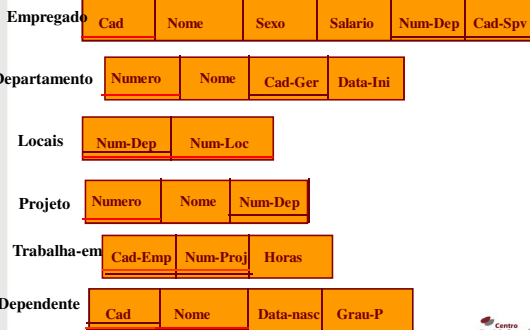 Empregado Cad Nome Sexo Salario Num-Dep Cad-Spv
Departamento Numero Nome Cad-Ger Data-Ini
Locais Num-Dep Num-Loc
Projeto Numero Nome Num-Dep
Trabalha-em Cad-Emp Num-Proj Horas
Dependente Cad Nome Data-nasc Grau-P
Centro